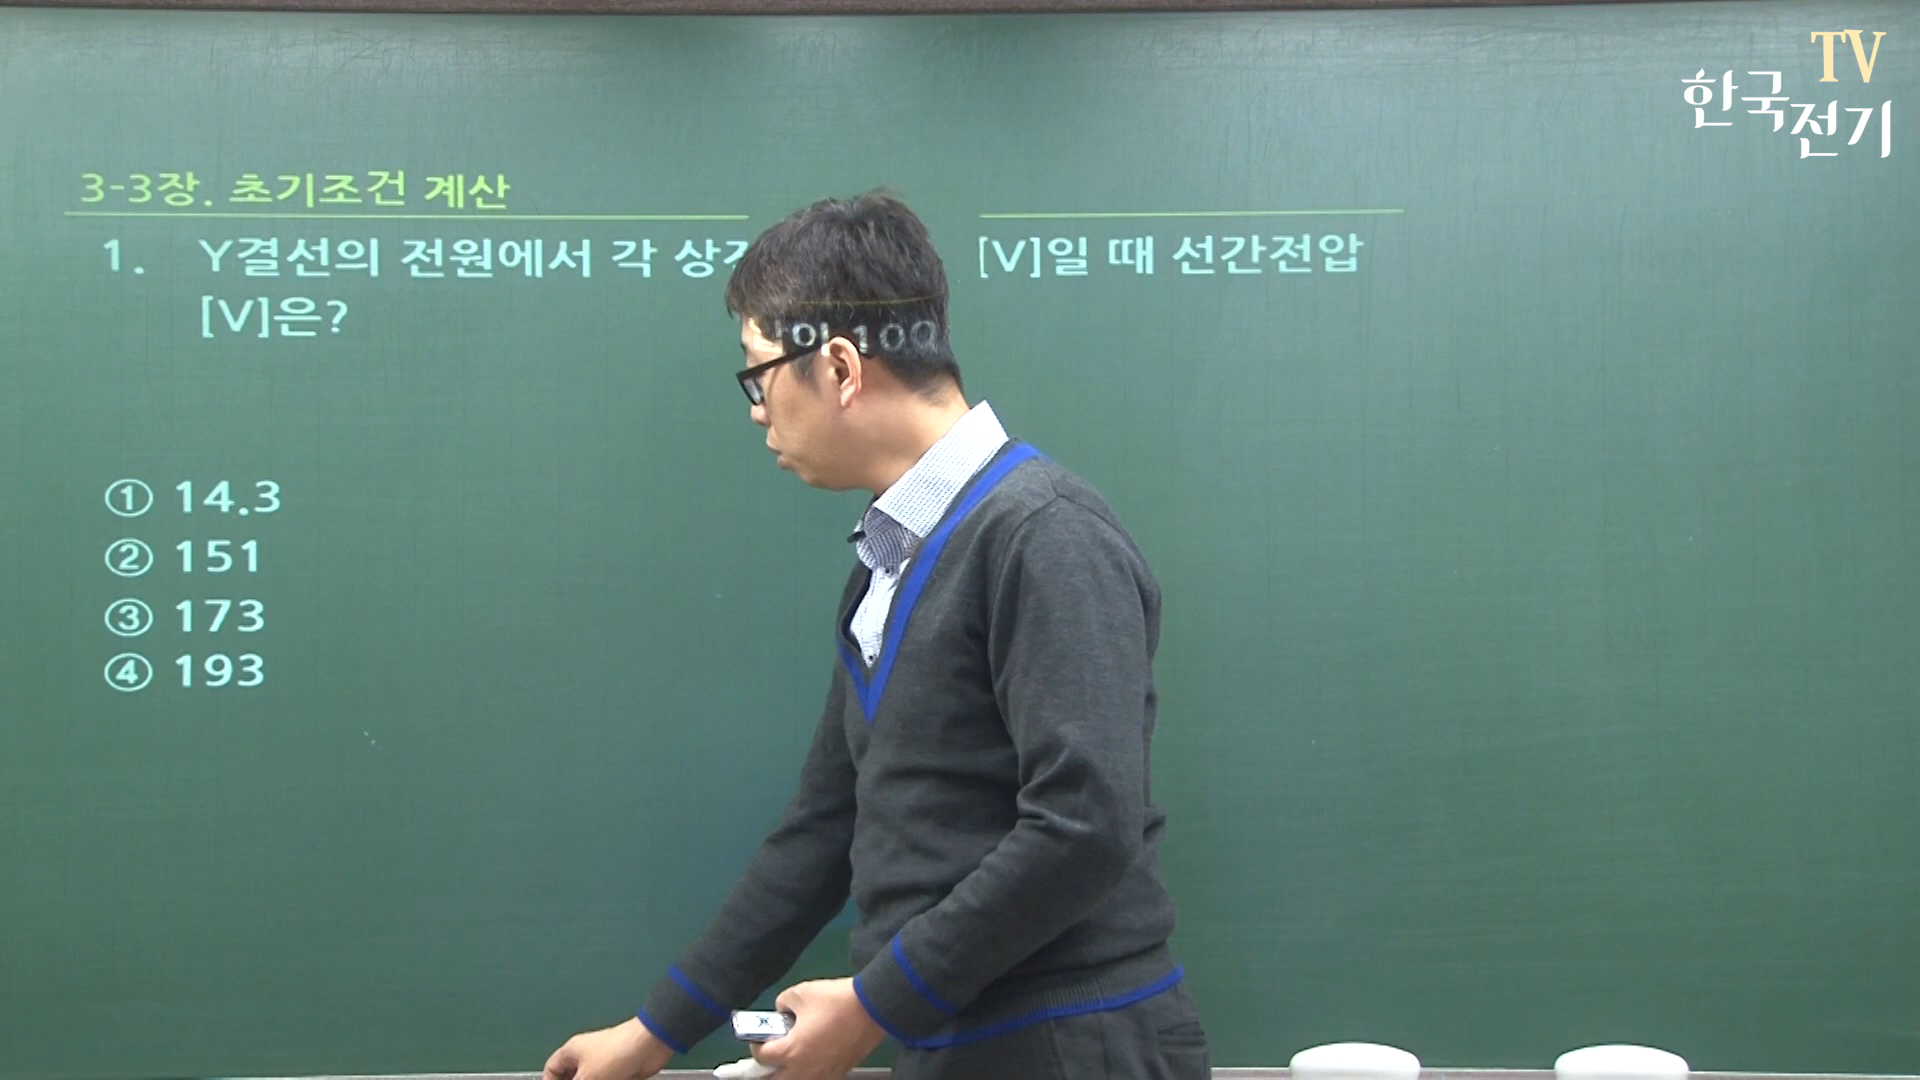 TV
한국전기
3-3장. 초기조건 계산
1. Y결선의 전원에서 각 [V]일 때 선간전압
이 100
[V]은?
① 14.3
② 151
③ 173
④ 193